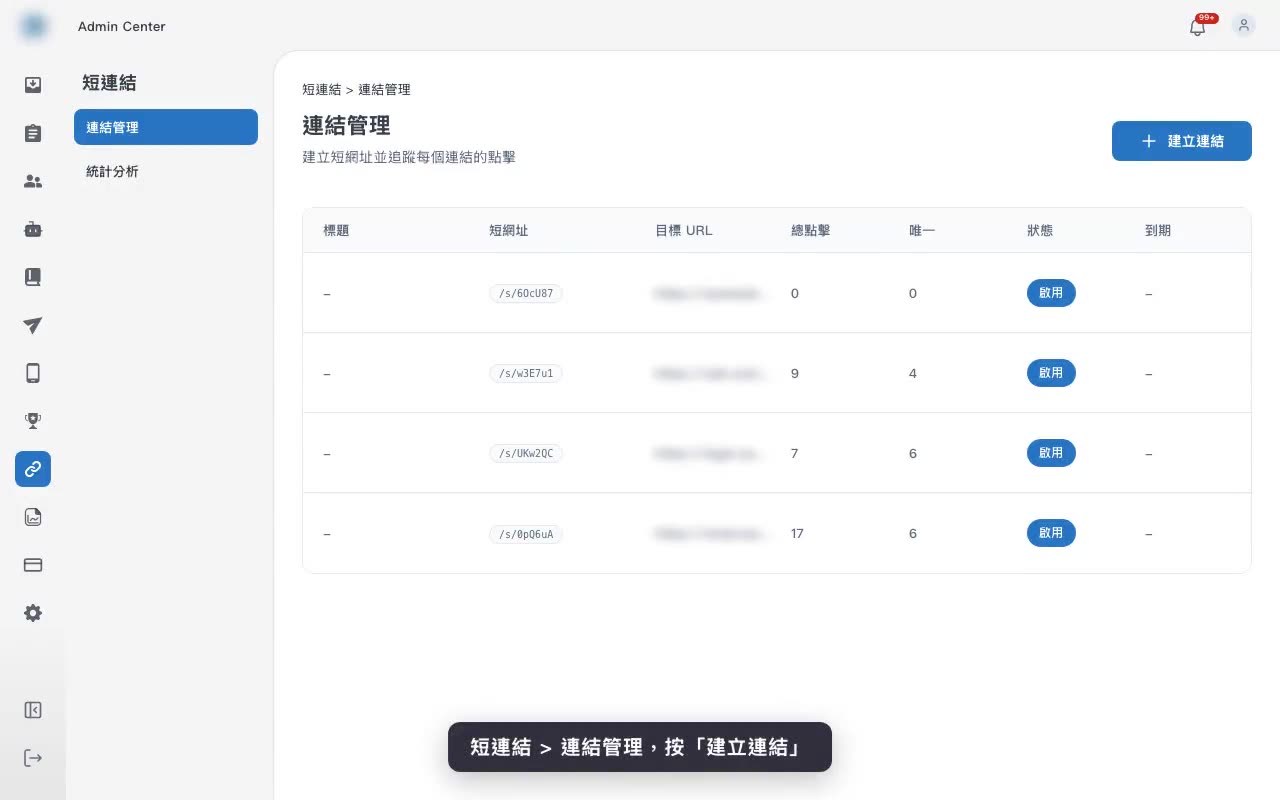 Admin Center
99+
短連結
連結管理
統計分析
短連結 > 連結管理
連結管理
建立短網址並追蹤每個連結的點擊
建立連結
標題 短網址 目標 URL 總點擊 唯一 狀態 到期
– /s/6OcU87 0 0 啟用 –
– /s/w3E7u1 9 4 啟用 –
– /s/UKw2QC 7 6 啟用 –
– /s/0pQ6uA 17 6 啟用 –
短連結 > 連結管理，按「建立連結」